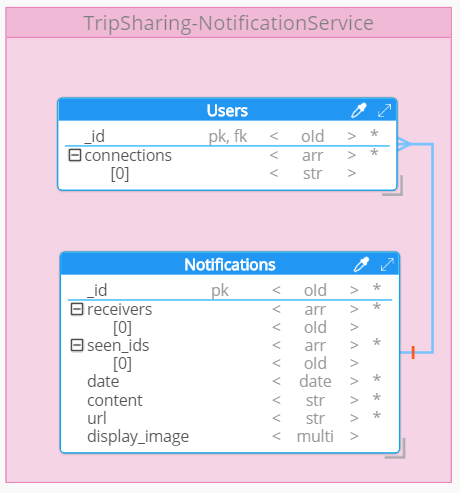 TripSharing-NotificationService
Users
_id pk, fk < old > *
connections < arr > *
[0] < str >
Notifications
_id pk < old > *
receivers < arr > *
[0] < old >
seen_ids < arr > *
[0] < old >
date < date > *
content < str > *
url < str > *
display_image < multi >